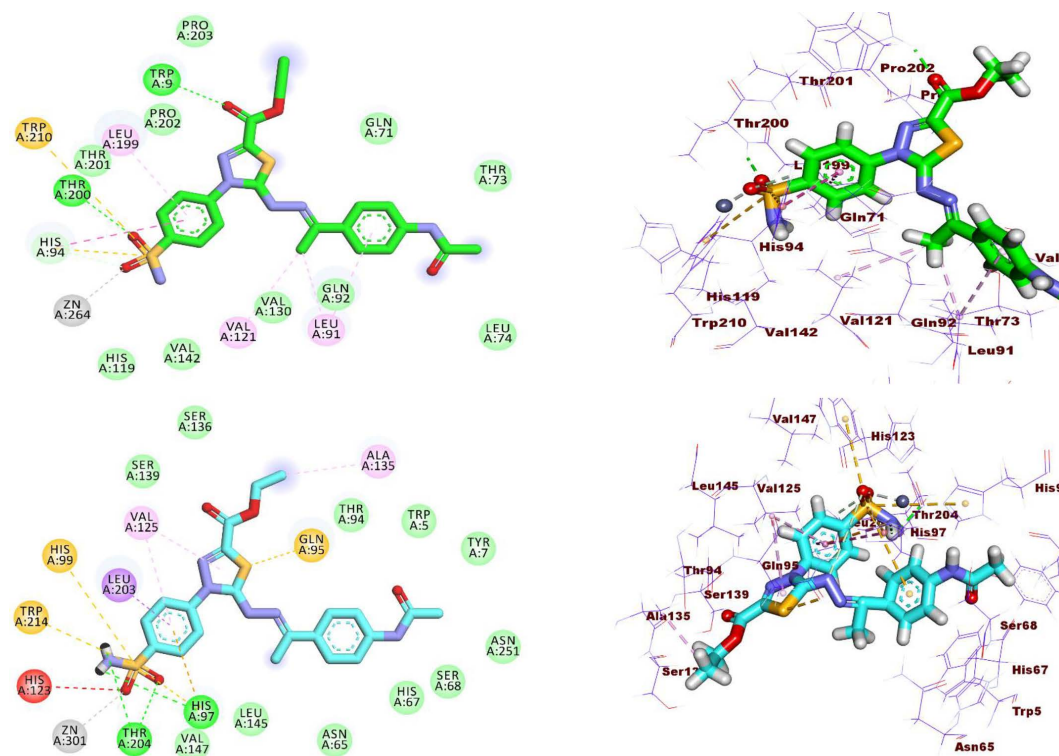 PRO
A:203
TRP
A:9
PRO
A:202
TRP
A:210
LEU
A:199
THR
A:201
THR
A:200
GLN
A:71
THR
A:73
HIS
A:94
ZN
A:264
GLN
A:92
VAL
A:130
VAL
A:121
LEU
A:91
LEU
A:74
HIS
A:119
VAL
A:142
Pro202
Thr201
Pr
Thr200
Gln71
His94
Val
His119
Trp210
Val142
Val121
Gln92
Thr73
Leu91
SER
A:136
ALA
A:135
SER
A:139
VAL
A:125
THR
A:94
TRP
A:5
TYR
A:7
HIS
A:99
GLN
A:95
LEU
A:203
TRP
A:214
ASN
A:251
SER
A:68
HIS
A:123
HIS
A:67
HIS
A:97
LEU
A:145
ZN
A:301
THR
A:204
VAL
A:147
ASN
A:65
Val147
His123
Leu145
Val125
His9
Thr204
His97
Thr94
Gln95
Ser139
Ala135
Ser68
Ser12
His67
Trp5
Asn65